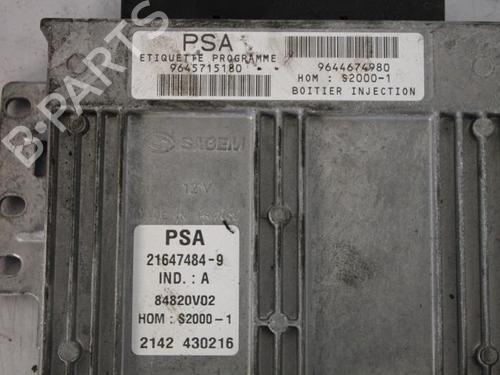 PSA
ETIQUETTE PROGRAMME
9645715180
9644674980
HOM : S2000-1
BOITIER INJECTION
SAGEM
12V
PSA
21647484-9
IND. : A
84820V02
HOM : S2000-1
2142 430216
B-PARTS